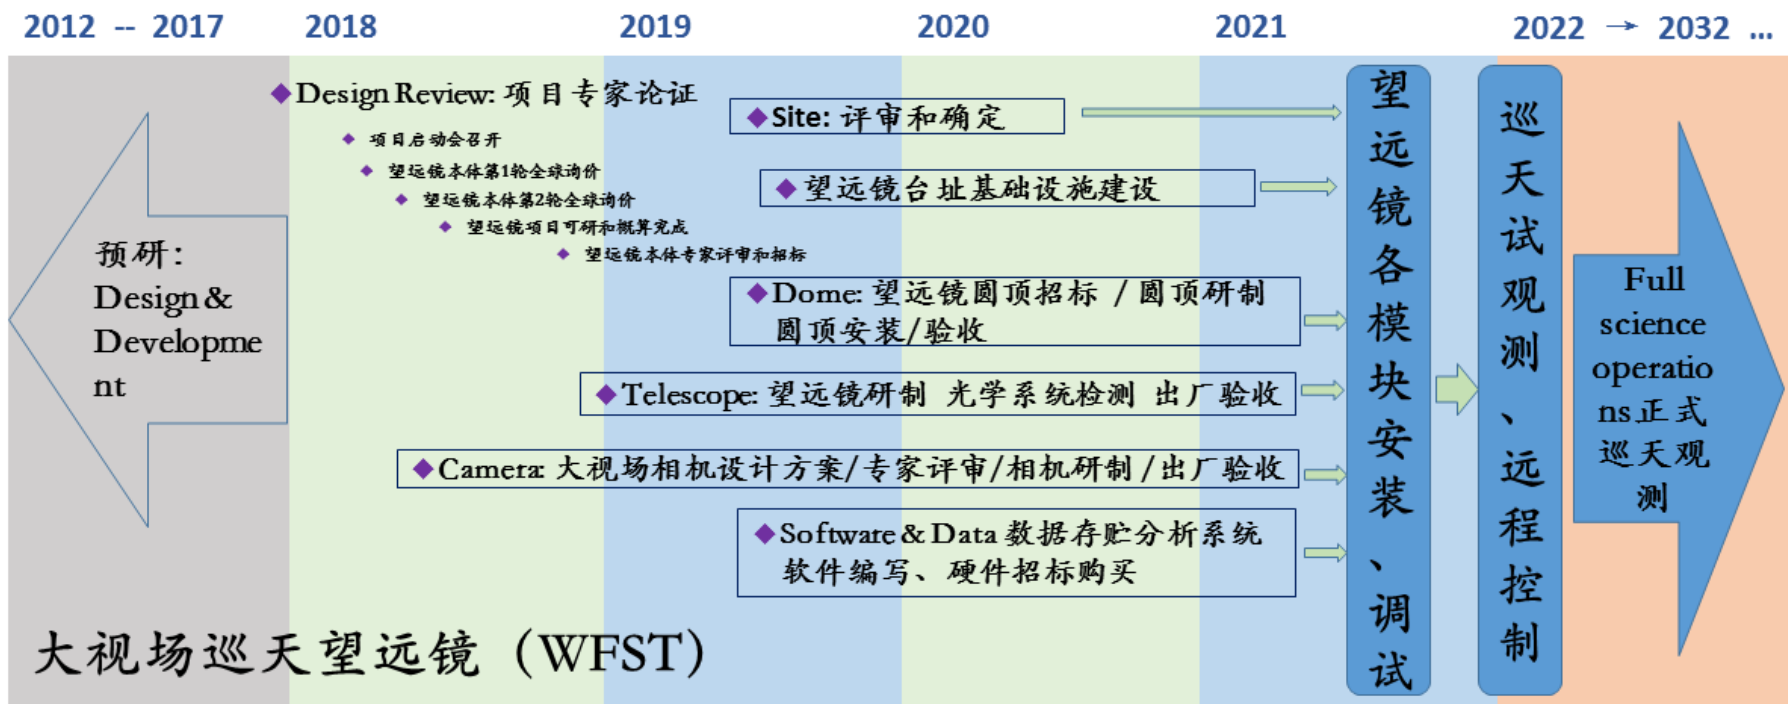 2012 -- 2017
2018
2019
2020
2021
2022 → 2032 ...
Design Review: 项目专家论证
项目启动会召开
望远镜本体第1轮全球询价
望远镜本体第2轮全球询价
望远镜项目可研和概算完成
望远镜本体专家评审和招标
预研:
Design &
Developme
nt
Site: 评审和确定
望远镜台址基础设施建设
Dome: 望远镜圆顶招标 / 圆顶研制
圆顶安装/验收
Telescope: 望远镜研制 光学系统检测 出厂验收
Camera: 大视场相机设计方案/专家评审/相机研制/出厂验收
Software & Data 数据存贮分析系统
软件编写、硬件招标购买
望远镜各模块安装、调试
巡天试观测、远程控制
Full
science
operatio
ns正式
巡天观
测
大视场巡天望远镜（WFST）